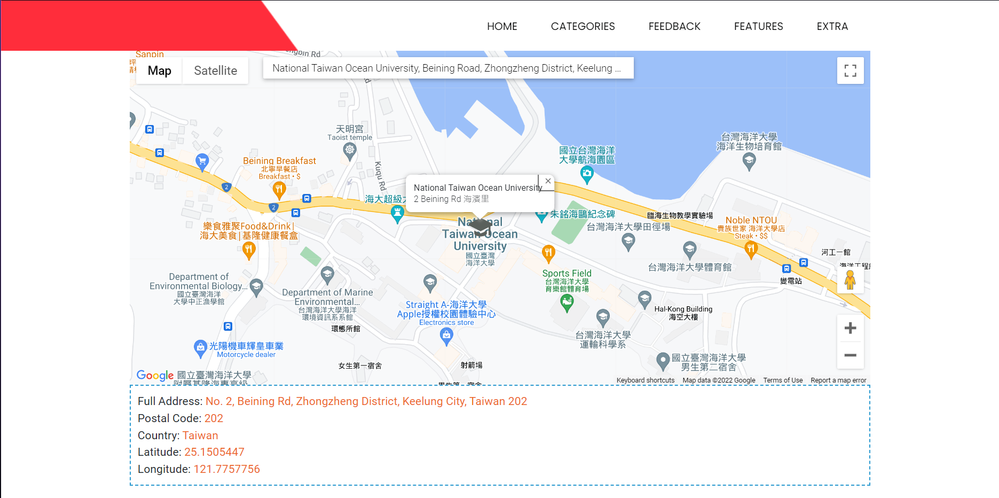 HOME
CATEGORIES
FEEDBACK
FEATURES
EXTRA
Sanpin
Map
Satellite
National Taiwan Ocean University, Beining Road, Zhongzheng District, Keelung ...
天明宮
Taoist temple
台灣海洋大學
海洋生物培育館
國立台灣海洋
大學航海園區
Beining Breakfast
北寧早餐店
Breakfast • $
Kuqu Rd
2
2
National Taiwan Ocean University
2 Beining Rd 海濱里
海大超級
朱銘海鷗紀念碑
臨海生物教學實驗場
台灣海洋大學田徑場
Noble NTOU
貴族世家 海洋大學店
Steak • $$
樂食雅聚Food&Drink|
海大美食|基隆健康餐盒
National
Taiwan Ocean
University
國立臺灣
海洋大學
河工一館
海洋工程
台灣海洋大學體育館
變電站
Sports Field
台灣海洋大學
育樂館體育場
Department of
Environmental Biology...
國立臺灣海洋
大學中正漁學館
Department of Marine
Environmental...
台灣海洋大學海洋
環境資訊系系館
環態所館
Straight A-海洋大學
Apple授權校園體驗中心
Electronics store
Hal-Kong Building
海空大樓
台灣海洋大學
運輸科學系
光陽機車輝皇車業
Motorcycle dealer
女生第一宿舍
射箭場
國立臺灣海洋大學
男生第二宿舍
Google
國立臺灣海洋大學
Keyboard shortcuts
Map data ©2022 Google
Terms of Use
Report a map error
Full Address: No. 2, Beining Rd, Zhongzheng District, Keelung City, Taiwan 202
Postal Code: 202
Country: Taiwan
Latitude: 25.1505447
Longitude: 121.7757756